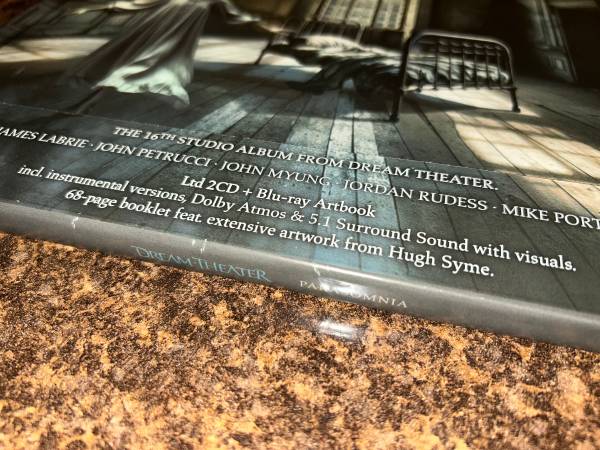 THE 16TH STUDIO ALBUM FROM DREAM THEATER.
JAMES LABRIE · JOHN PETRUCCI · JOHN MYUNG · JORDAN RUDESS · MIKE PORT
Ltd 2CD + Blu-ray Artbook
incl. instrumental versions, Dolby Atmos & 5.1 Surround Sound with visuals.
68-page booklet feat. extensive artwork from Hugh Syme.
DREAM THEATER